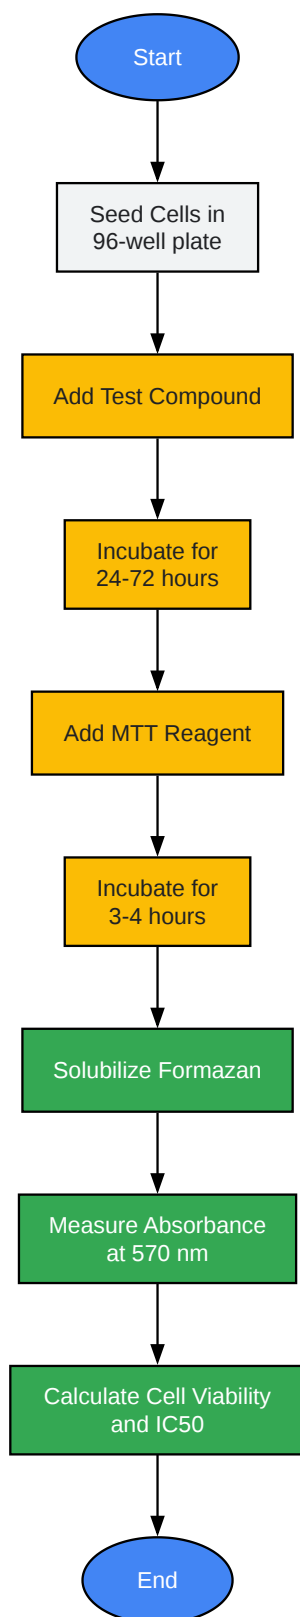 Start
Seed Cells in
96-well plate
Add Test Compound
Incubate for
24-72 hours
Add MTT Reagent
Incubate for
3-4 hours
Solubilize Formazan
Measure Absorbance
at 570 nm
Calculate Cell Viability
and IC50
End